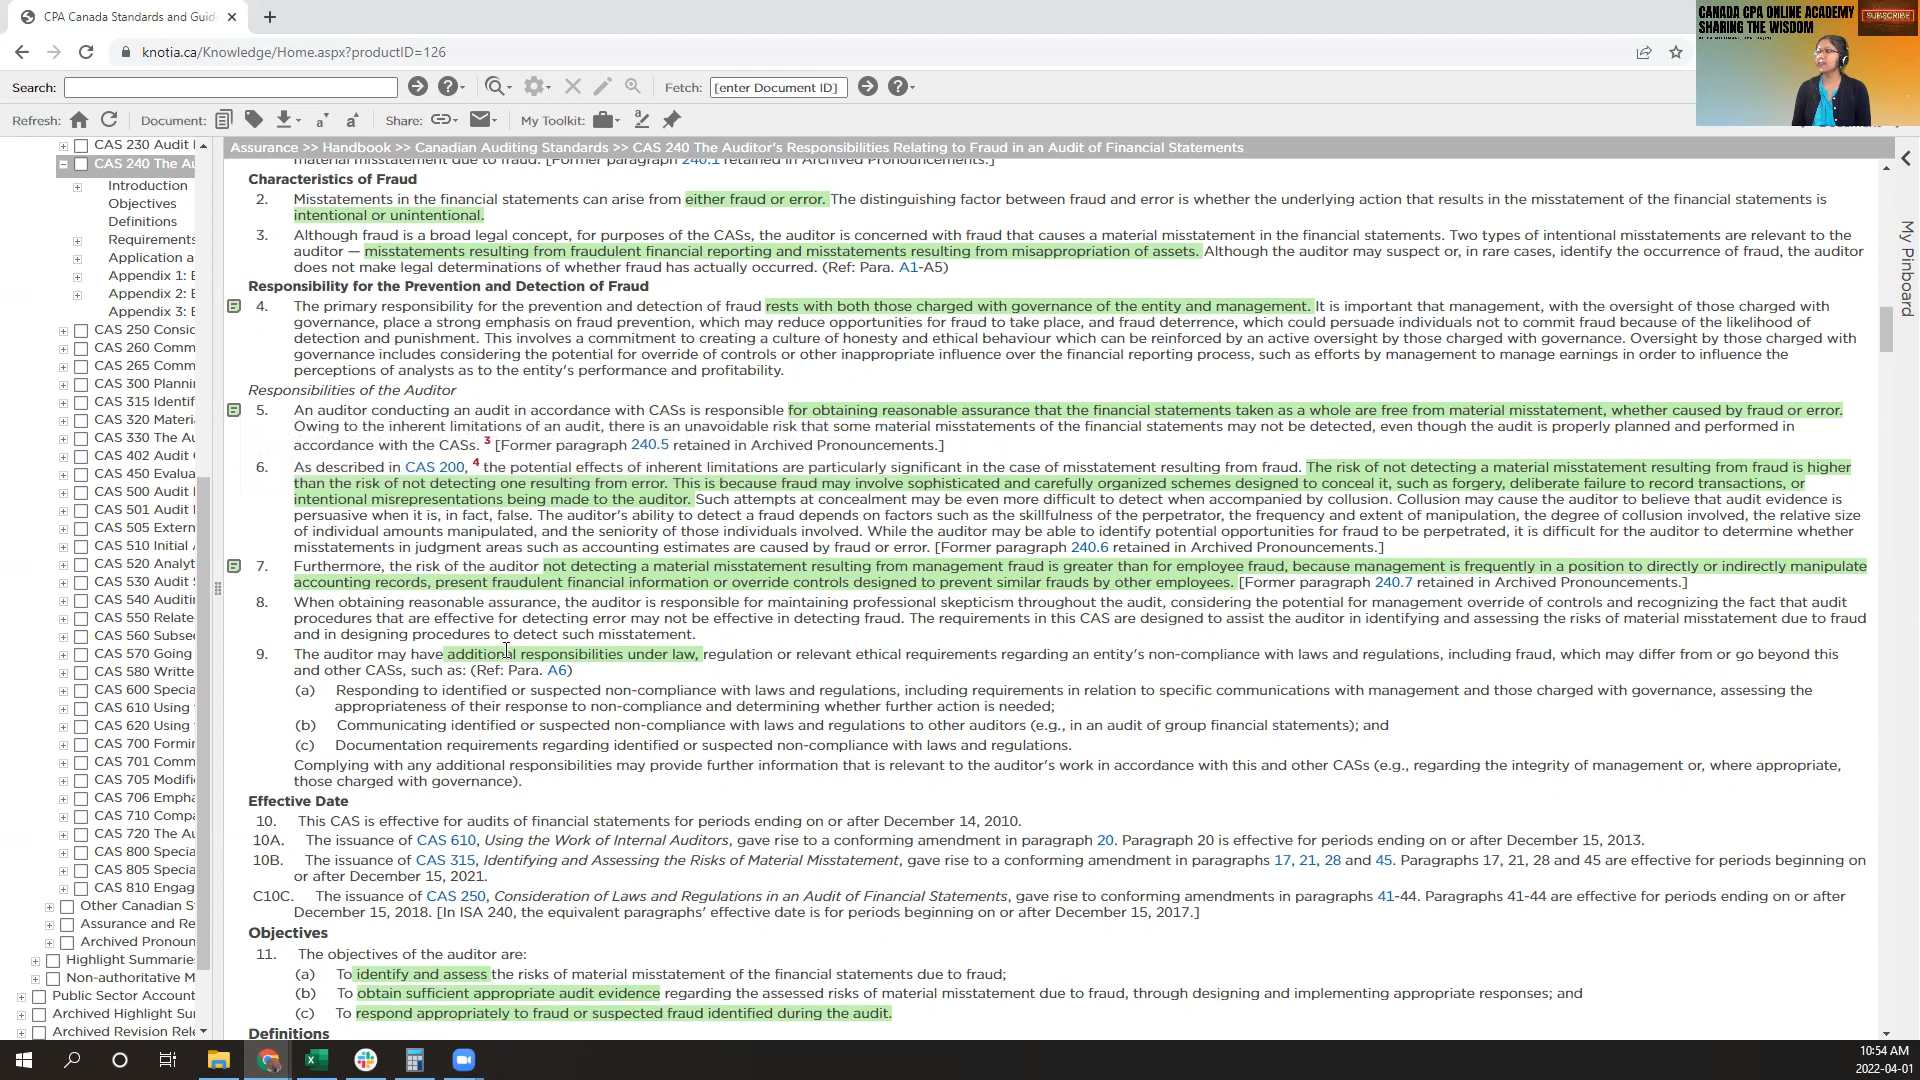 CPA Canada Standards and Guid
knotia.ca/Knowledge/Home.aspx?productID=126
CANADA CPA ONLINE ACADEMY
SHARING THE WISDOM
SUBSCRIBE
Search:
Fetch:
[enter Document ID]
Refresh:
Document:
Share:
My Toolkit:
CAS 230 Audit I
CAS 240 The Au
Introduction
Objectives
Definitions
Requirements
Application a
Appendix 1: E
Appendix 2: E
Appendix 3: E
CAS 250 Consic
CAS 260 Comm
CAS 265 Comm
CAS 300 Plannin
CAS 315 Identif
CAS 320 Materia
CAS 330 The Au
CAS 402 Audit C
CAS 450 Evalua
CAS 500 Audit I
CAS 501 Audit I
CAS 505 Extern
CAS 510 Initial A
CAS 520 Analyt
CAS 530 Audit S
CAS 540 Auditin
CAS 550 Relate
CAS 560 Subsec
CAS 570 Going
CAS 580 Writte
CAS 600 Specia
CAS 610 Using t
CAS 620 Using t
CAS 700 Formir
CAS 701 Comm
CAS 705 Modifi
CAS 706 Empha
CAS 710 Compa
CAS 720 The Au
CAS 800 Specia
CAS 805 Specia
CAS 810 Engag
Other Canadian S
Assurance and Re
Archived Pronoun
Highlight Summarie
Non-authoritative M
Public Sector Account
Archived Highlight Sur
Archived Revision Rele
Assurance >> Handbook >> Canadian Auditing Standards >> CAS 240 The Auditor's Responsibilities Relating to Fraud in an Audit of Financial Statements
material misstatement due to fraud. [Former paragraph 240.1 retained in Archived Pronouncements.]
Characteristics of Fraud
2. Misstatements in the financial statements can arise from either fraud or error. The distinguishing factor between fraud and error is whether the underlying action that results in the misstatement of the financial statements is
intentional or unintentional.
3. Although fraud is a broad legal concept, for purposes of the CASs, the auditor is concerned with fraud that causes a material misstatement in the financial statements. Two types of intentional misstatements are relevant to the
auditor — misstatements resulting from fraudulent financial reporting and misstatements resulting from misappropriation of assets. Although the auditor may suspect or, in rare cases, identify the occurrence of fraud, the auditor
does not make legal determinations of whether fraud has actually occurred. (Ref: Para. A1-A5)
Responsibility for the Prevention and Detection of Fraud
4. The primary responsibility for the prevention and detection of fraud rests with both those charged with governance of the entity and management. It is important that management, with the oversight of those charged with
governance, place a strong emphasis on fraud prevention, which may reduce opportunities for fraud to take place, and fraud deterrence, which could persuade individuals not to commit fraud because of the likelihood of
detection and punishment. This involves a commitment to creating a culture of honesty and ethical behaviour which can be reinforced by an active oversight by those charged with governance. Oversight by those charged with
governance includes considering the potential for override of controls or other inappropriate influence over the financial reporting process, such as efforts by management to manage earnings in order to influence the
perceptions of analysts as to the entity's performance and profitability.
Responsibilities of the Auditor
5. An auditor conducting an audit in accordance with CASs is responsible for obtaining reasonable assurance that the financial statements taken as a whole are free from material misstatement, whether caused by fraud or error.
Owing to the inherent limitations of an audit, there is an unavoidable risk that some material misstatements of the financial statements may not be detected, even though the audit is properly planned and performed in
accordance with the CASs. 3 [Former paragraph 240.5 retained in Archived Pronouncements.]
6. As described in CAS 200, 4 the potential effects of inherent limitations are particularly significant in the case of misstatement resulting from fraud. The risk of not detecting a material misstatement resulting from fraud is higher
than the risk of not detecting one resulting from error. This is because fraud may involve sophisticated and carefully organized schemes designed to conceal it, such as forgery, deliberate failure to record transactions, or
intentional misrepresentations being made to the auditor. Such attempts at concealment may be even more difficult to detect when accompanied by collusion. Collusion may cause the auditor to believe that audit evidence is
persuasive when it is, in fact, false. The auditor's ability to detect a fraud depends on factors such as the skillfulness of the perpetrator, the frequency and extent of manipulation, the degree of collusion involved, the relative size
of individual amounts manipulated, and the seniority of those individuals involved. While the auditor may be able to identify potential opportunities for fraud to be perpetrated, it is difficult for the auditor to determine whether
misstatements in judgment areas such as accounting estimates are caused by fraud or error. [Former paragraph 240.6 retained in Archived Pronouncements.]
7. Furthermore, the risk of the auditor not detecting a material misstatement resulting from management fraud is greater than for employee fraud, because management is frequently in a position to directly or indirectly manipulate
accounting records, present fraudulent financial information or override controls designed to prevent similar frauds by other employees. [Former paragraph 240.7 retained in Archived Pronouncements.]
8. When obtaining reasonable assurance, the auditor is responsible for maintaining professional skepticism throughout the audit, considering the potential for management override of controls and recognizing the fact that audit
procedures that are effective for detecting error may not be effective in detecting fraud. The requirements in this CAS are designed to assist the auditor in identifying and assessing the risks of material misstatement due to fraud
and in designing procedures to detect such misstatement.
9. The auditor may have additional responsibilities under law, regulation or relevant ethical requirements regarding an entity's non-compliance with laws and regulations, including fraud, which may differ from or go beyond this
and other CASs, such as: (Ref: Para. A6)
(a) Responding to identified or suspected non-compliance with laws and regulations, including requirements in relation to specific communications with management and those charged with governance, assessing the
appropriateness of their response to non-compliance and determining whether further action is needed;
(b) Communicating identified or suspected non-compliance with laws and regulations to other auditors (e.g., in an audit of group financial statements); and
(c) Documentation requirements regarding identified or suspected non-compliance with laws and regulations.
Complying with any additional responsibilities may provide further information that is relevant to the auditor's work in accordance with this and other CASs (e.g., regarding the integrity of management or, where appropriate,
those charged with governance).
Effective Date
10. This CAS is effective for audits of financial statements for periods ending on or after December 14, 2010.
10A. The issuance of CAS 610, Using the Work of Internal Auditors, gave rise to a conforming amendment in paragraph 20. Paragraph 20 is effective for periods ending on or after December 15, 2013.
10B. The issuance of CAS 315, Identifying and Assessing the Risks of Material Misstatement, gave rise to a conforming amendment in paragraphs 17, 21, 28 and 45. Paragraphs 17, 21, 28 and 45 are effective for periods beginning on
or after December 15, 2021.
C10C. The issuance of CAS 250, Consideration of Laws and Regulations in an Audit of Financial Statements, gave rise to conforming amendments in paragraphs 41-44. Paragraphs 41-44 are effective for periods ending on or after
December 15, 2018. [In ISA 240, the equivalent paragraphs' effective date is for periods beginning on or after December 15, 2017.]
Objectives
11. The objectives of the auditor are:
(a) To identify and assess the risks of material misstatement of the financial statements due to fraud;
(b) To obtain sufficient appropriate audit evidence regarding the assessed risks of material misstatement due to fraud, through designing and implementing appropriate responses; and
(c) To respond appropriately to fraud or suspected fraud identified during the audit.
Definitions
My Pinboard
10:54 AM
2022-04-01